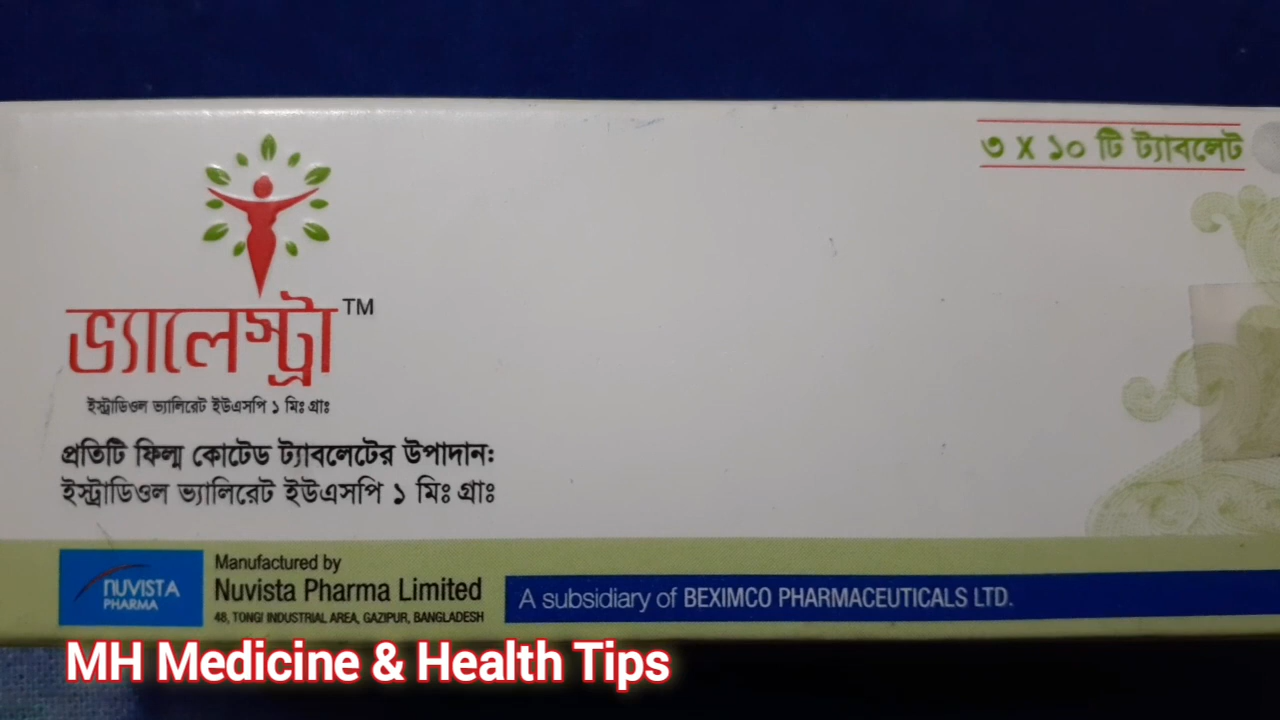 ৩ X ১০ টি ট্যাবলেট
ভ্যালেস্ট্রা™
ইস্ট্রাডিওল ভ্যালিরেট ইউএসপি ১ মিঃ গ্রাঃ
প্রতিটি ফিল্ম কোটেড ট্যাবলেটের উপাদান:
ইস্ট্রাডিওল ভ্যালিরেট ইউএসপি ১ মিঃ গ্রাঃ
NUVISTA
PHARMA
Manufactured by
Nuvista Pharma Limited
48, TONGI INDUSTRIAL AREA, GAZIPUR, BANGLADESH
A subsidiary of BEXIMCO PHARMACEUTICALS LTD.
MH Medicine & Health Tips